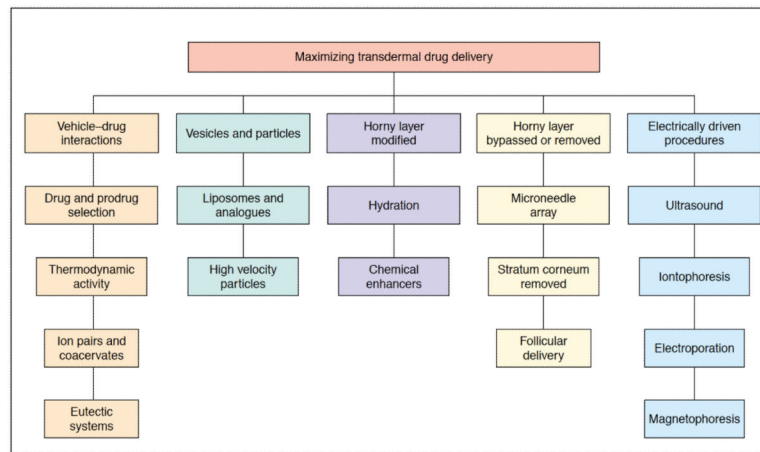 Maximizing transdermal drug delivery
Vehicle–drug
interactions
Drug and prodrug
selection
Thermodynamic
activity
Ion pairs and
coacervates
Eutectic
systems
Vesicles and particles
Liposomes and
analogues
High velocity
particles
Horny layer
modified
Hydration
Chemical
enhancers
Horny layer
bypassed or removed
Microneedle
array
Stratum corneum
removed
Follicular
delivery
Electrically driven
procedures
Ultrasound
Iontophoresis
Electroporation
Magnetophoresis